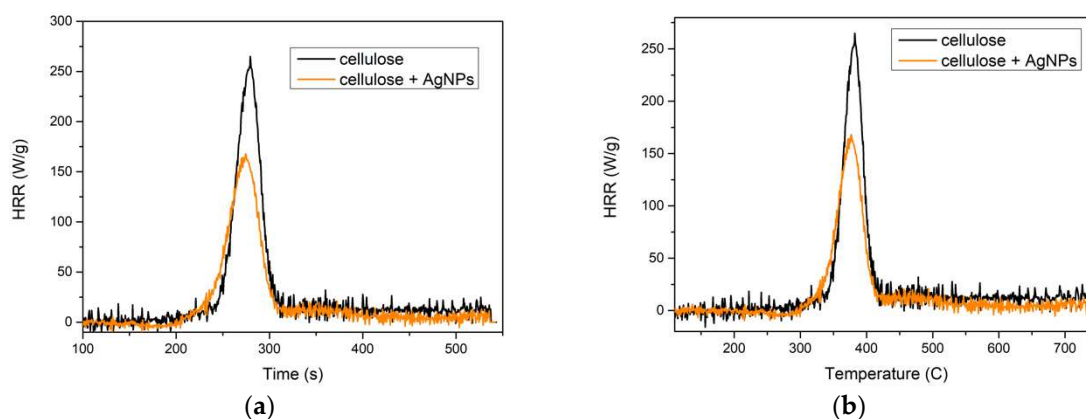 300
250
200
150
100
50
0
HRR (W/g)
cellulose
cellulose + AgNPs
100 200 300 400 500
Time (s)
(a)
250
200
150
100
50
0
HRR (W/g)
cellulose
cellulose + AgNPs
200 300 400 500 600 700
Temperature (C)
(b)